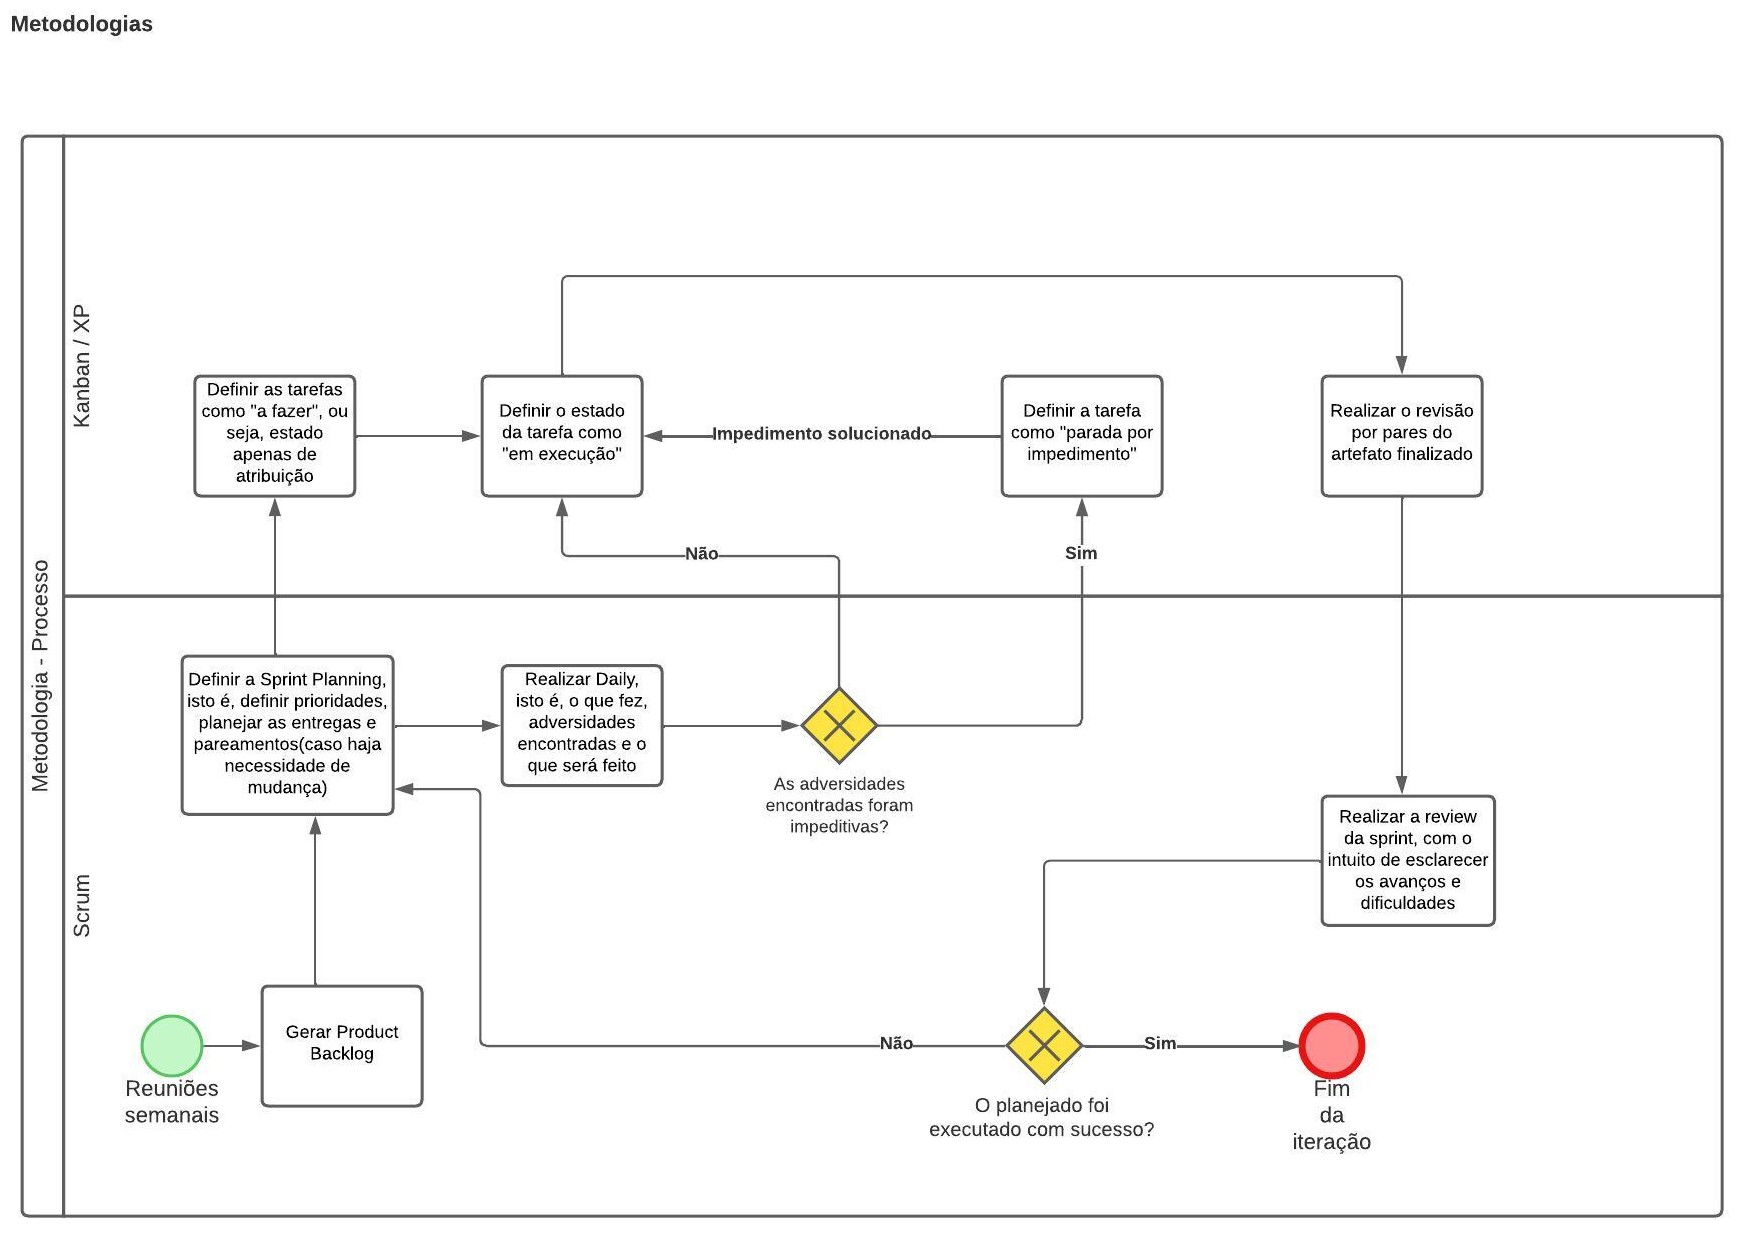 Metodologias
Metodologia - Processo
Kanban / XP
Definir as tarefas
como "a fazer", ou
seja, estado
apenas de
atribuição
Definir o estado
da tarefa como
"em execução"
Impedimento solucionado
Definir a tarefa
como "parada por
impedimento"
Realizar o revisão
por pares do
artefato finalizado
Não
Sim
Scrum
Definir a Sprint Planning,
isto é, definir prioridades,
planejar as entregas e
pareamentos(caso haja
necessidade de
mudança)
Realizar Daily,
isto é, o que fez,
adversidades
encontradas e o
que será feito
As adversidades
encontradas foram
impeditivas?
Realizar a review
da sprint, com o
intuito de esclarecer
os avanços e
dificuldades
Reuniões
semanais
Gerar Product
Backlog
Não
O planejado foi
executado com sucesso?
Sim
Fim
da
iteração